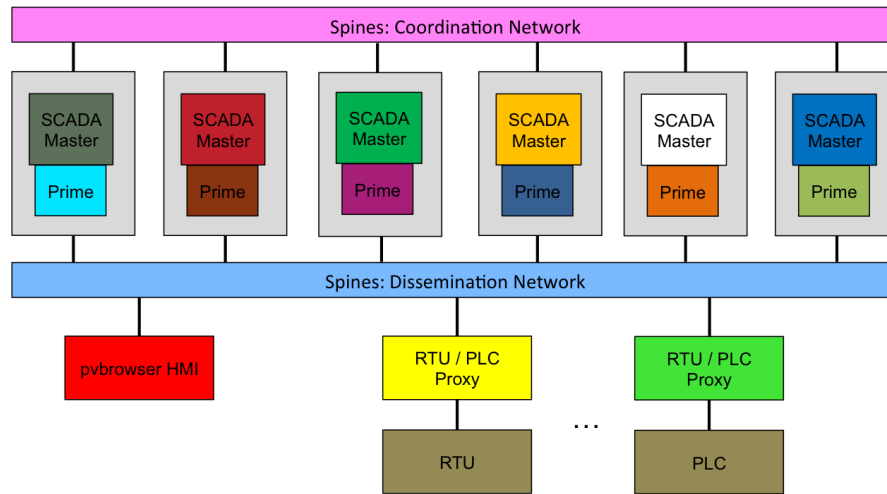 Spines: Coordination Network
SCADA
Master
Prime
SCADA
Master
Prime
SCADA
Master
Prime
SCADA
Master
Prime
SCADA
Master
Prime
SCADA
Master
Prime
Spines: Dissemination Network
pvbrowser HMI
RTU / PLC
Proxy
RTU / PLC
Proxy
...
RTU
PLC